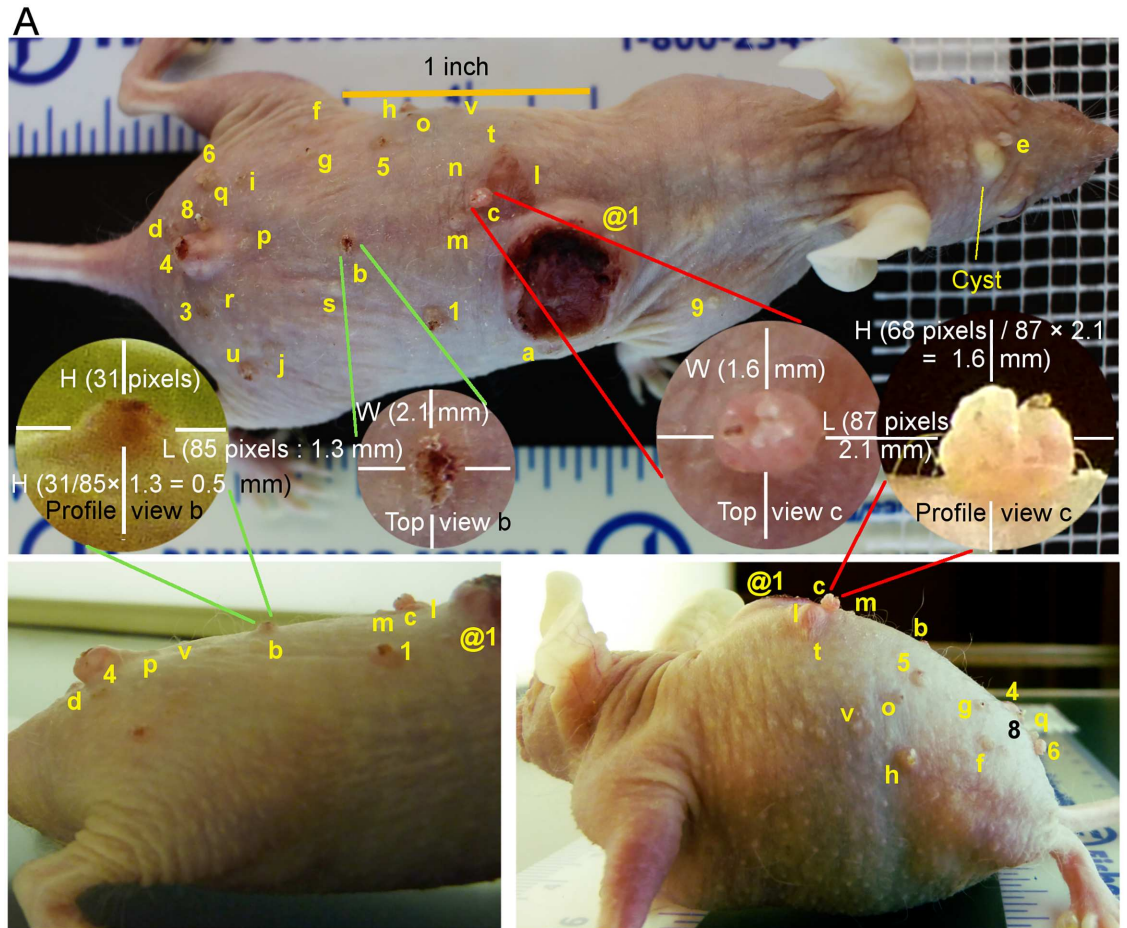 A
1-800-234-
1 inch
f
h
v
o
t
6
g
5
n
i
l
e
q
8
c
@1
d
p
m
4
b
Cyst
3
r
s
1
9
u
j
a
H (31 pixels)
L (85 pixels : 1.3 mm)
H (31/85× 1.3 = 0.5 mm)
Profile view b
W (2.1 mm)
Top view b
W (1.6 mm)
Top view c
H (68 pixels / 87 × 2.1
= 1.6 mm)
L (87 pixels
2.1 mm)
Profile view c
m
c
l
@1
v
b
1
p
4
d
@1
c
m
l
b
t
5
4
v
o
g
q
8
6
h
f